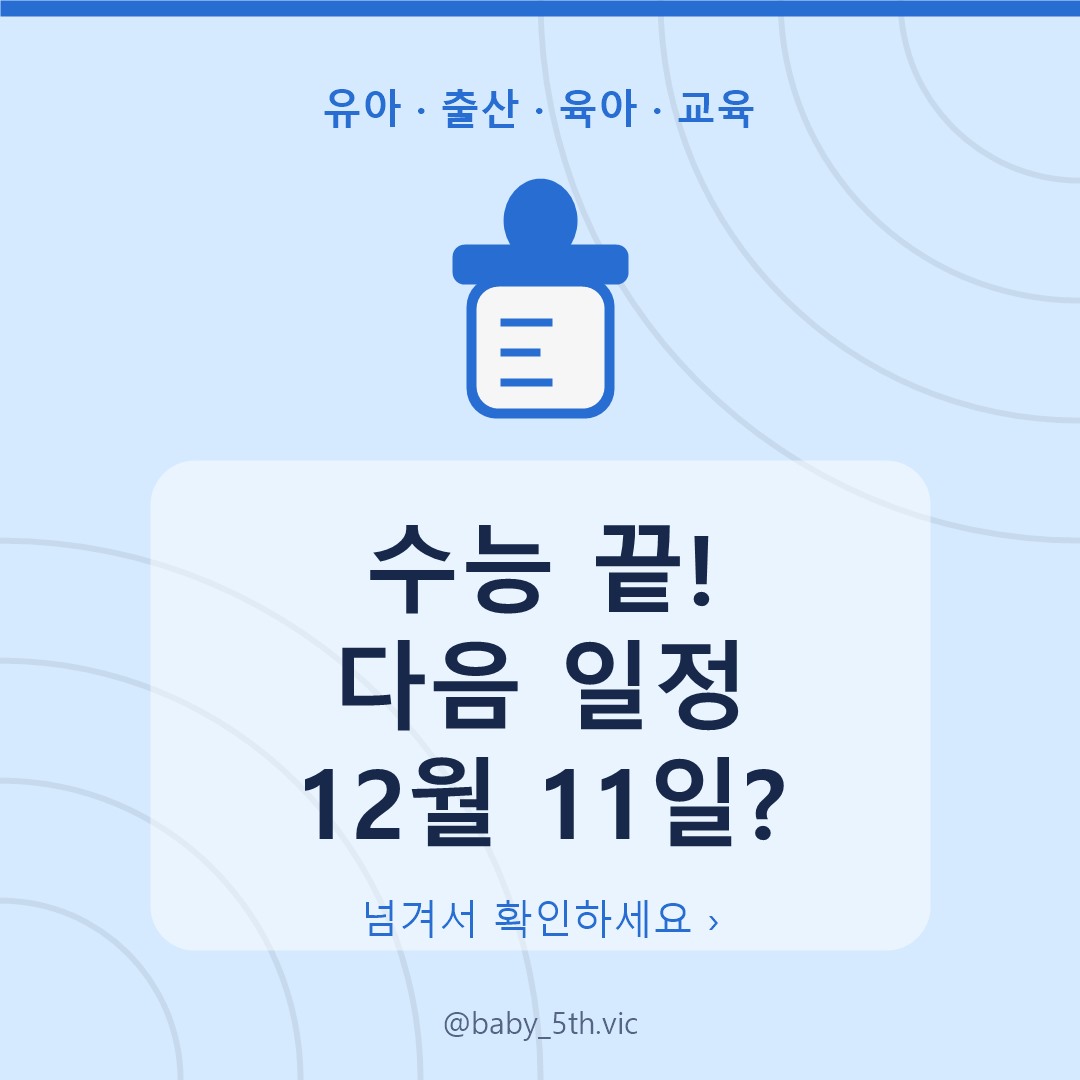 유아 · 출산 · 육아 · 교육
수능 끝!
다음 일정
12월 11일?
넘겨서 확인하세요 ›
@baby_5th.vic